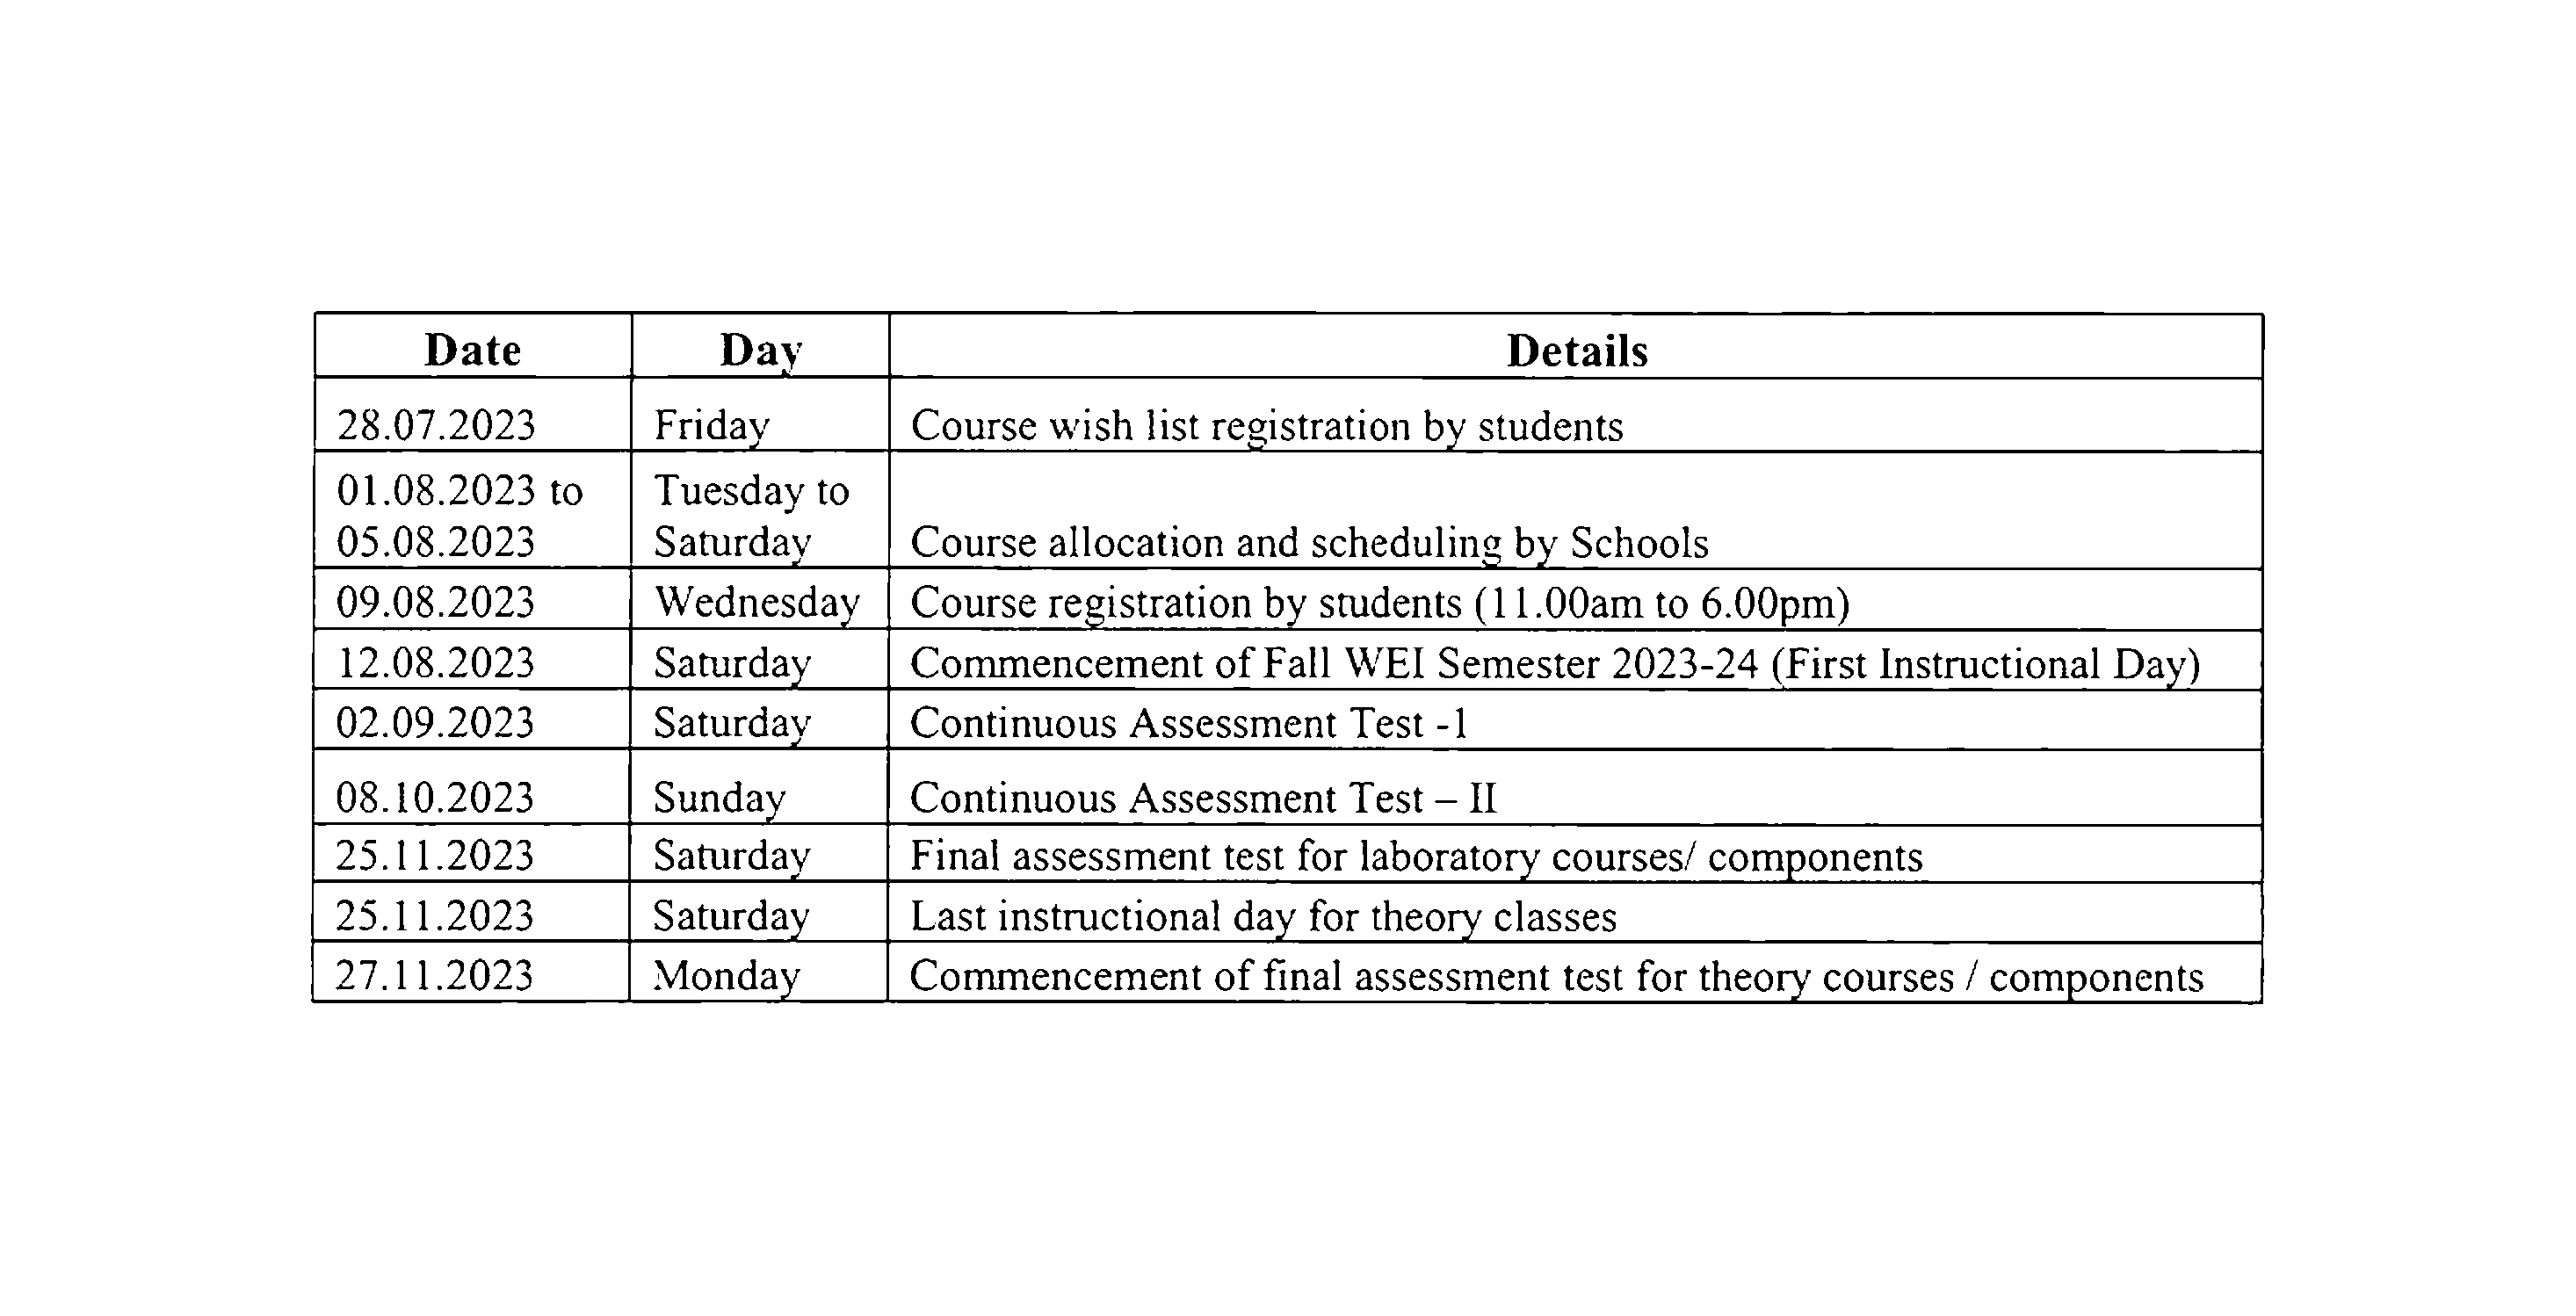 Date Day Details
28.07.2023 Friday Course wish list registration by students
01.08.2023 to Tuesday to
05.08.2023 Saturday Course allocation and scheduling by Schools
09.08.2023 Wednesday Course registration by students (11.00am to 6.00pm)
12.08.2023 Saturday Commencement of Fall WEI Semester 2023-24 (First Instructional Day)
02.09.2023 Saturday Continuous Assessment Test -1
08.10.2023 Sunday Continuous Assessment Test – II
25.11.2023 Saturday Final assessment test for laboratory courses/ components
25.11.2023 Saturday Last instructional day for theory classes
27.11.2023 Monday Commencement of final assessment test for theory courses / components